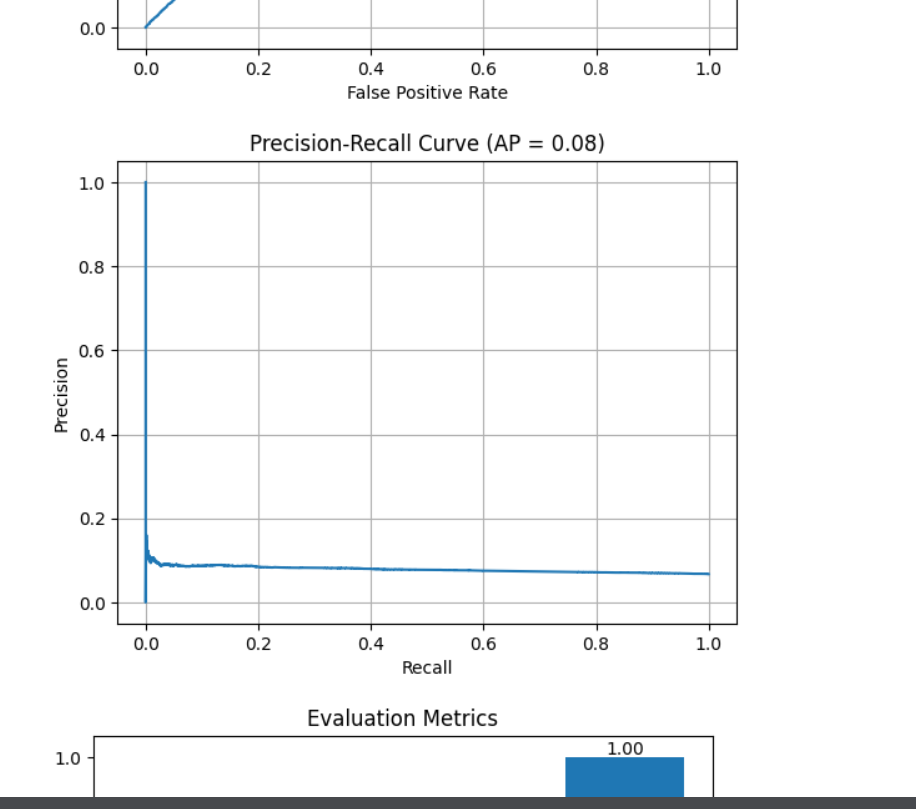 0.0
0.0 0.2 0.4 0.6 0.8 1.0
False Positive Rate
Precision-Recall Curve (AP = 0.08)
1.0
0.8
0.6
0.4
0.2
0.0
Precision
0.0 0.2 0.4 0.6 0.8 1.0
Recall
Evaluation Metrics
1.00
1.0